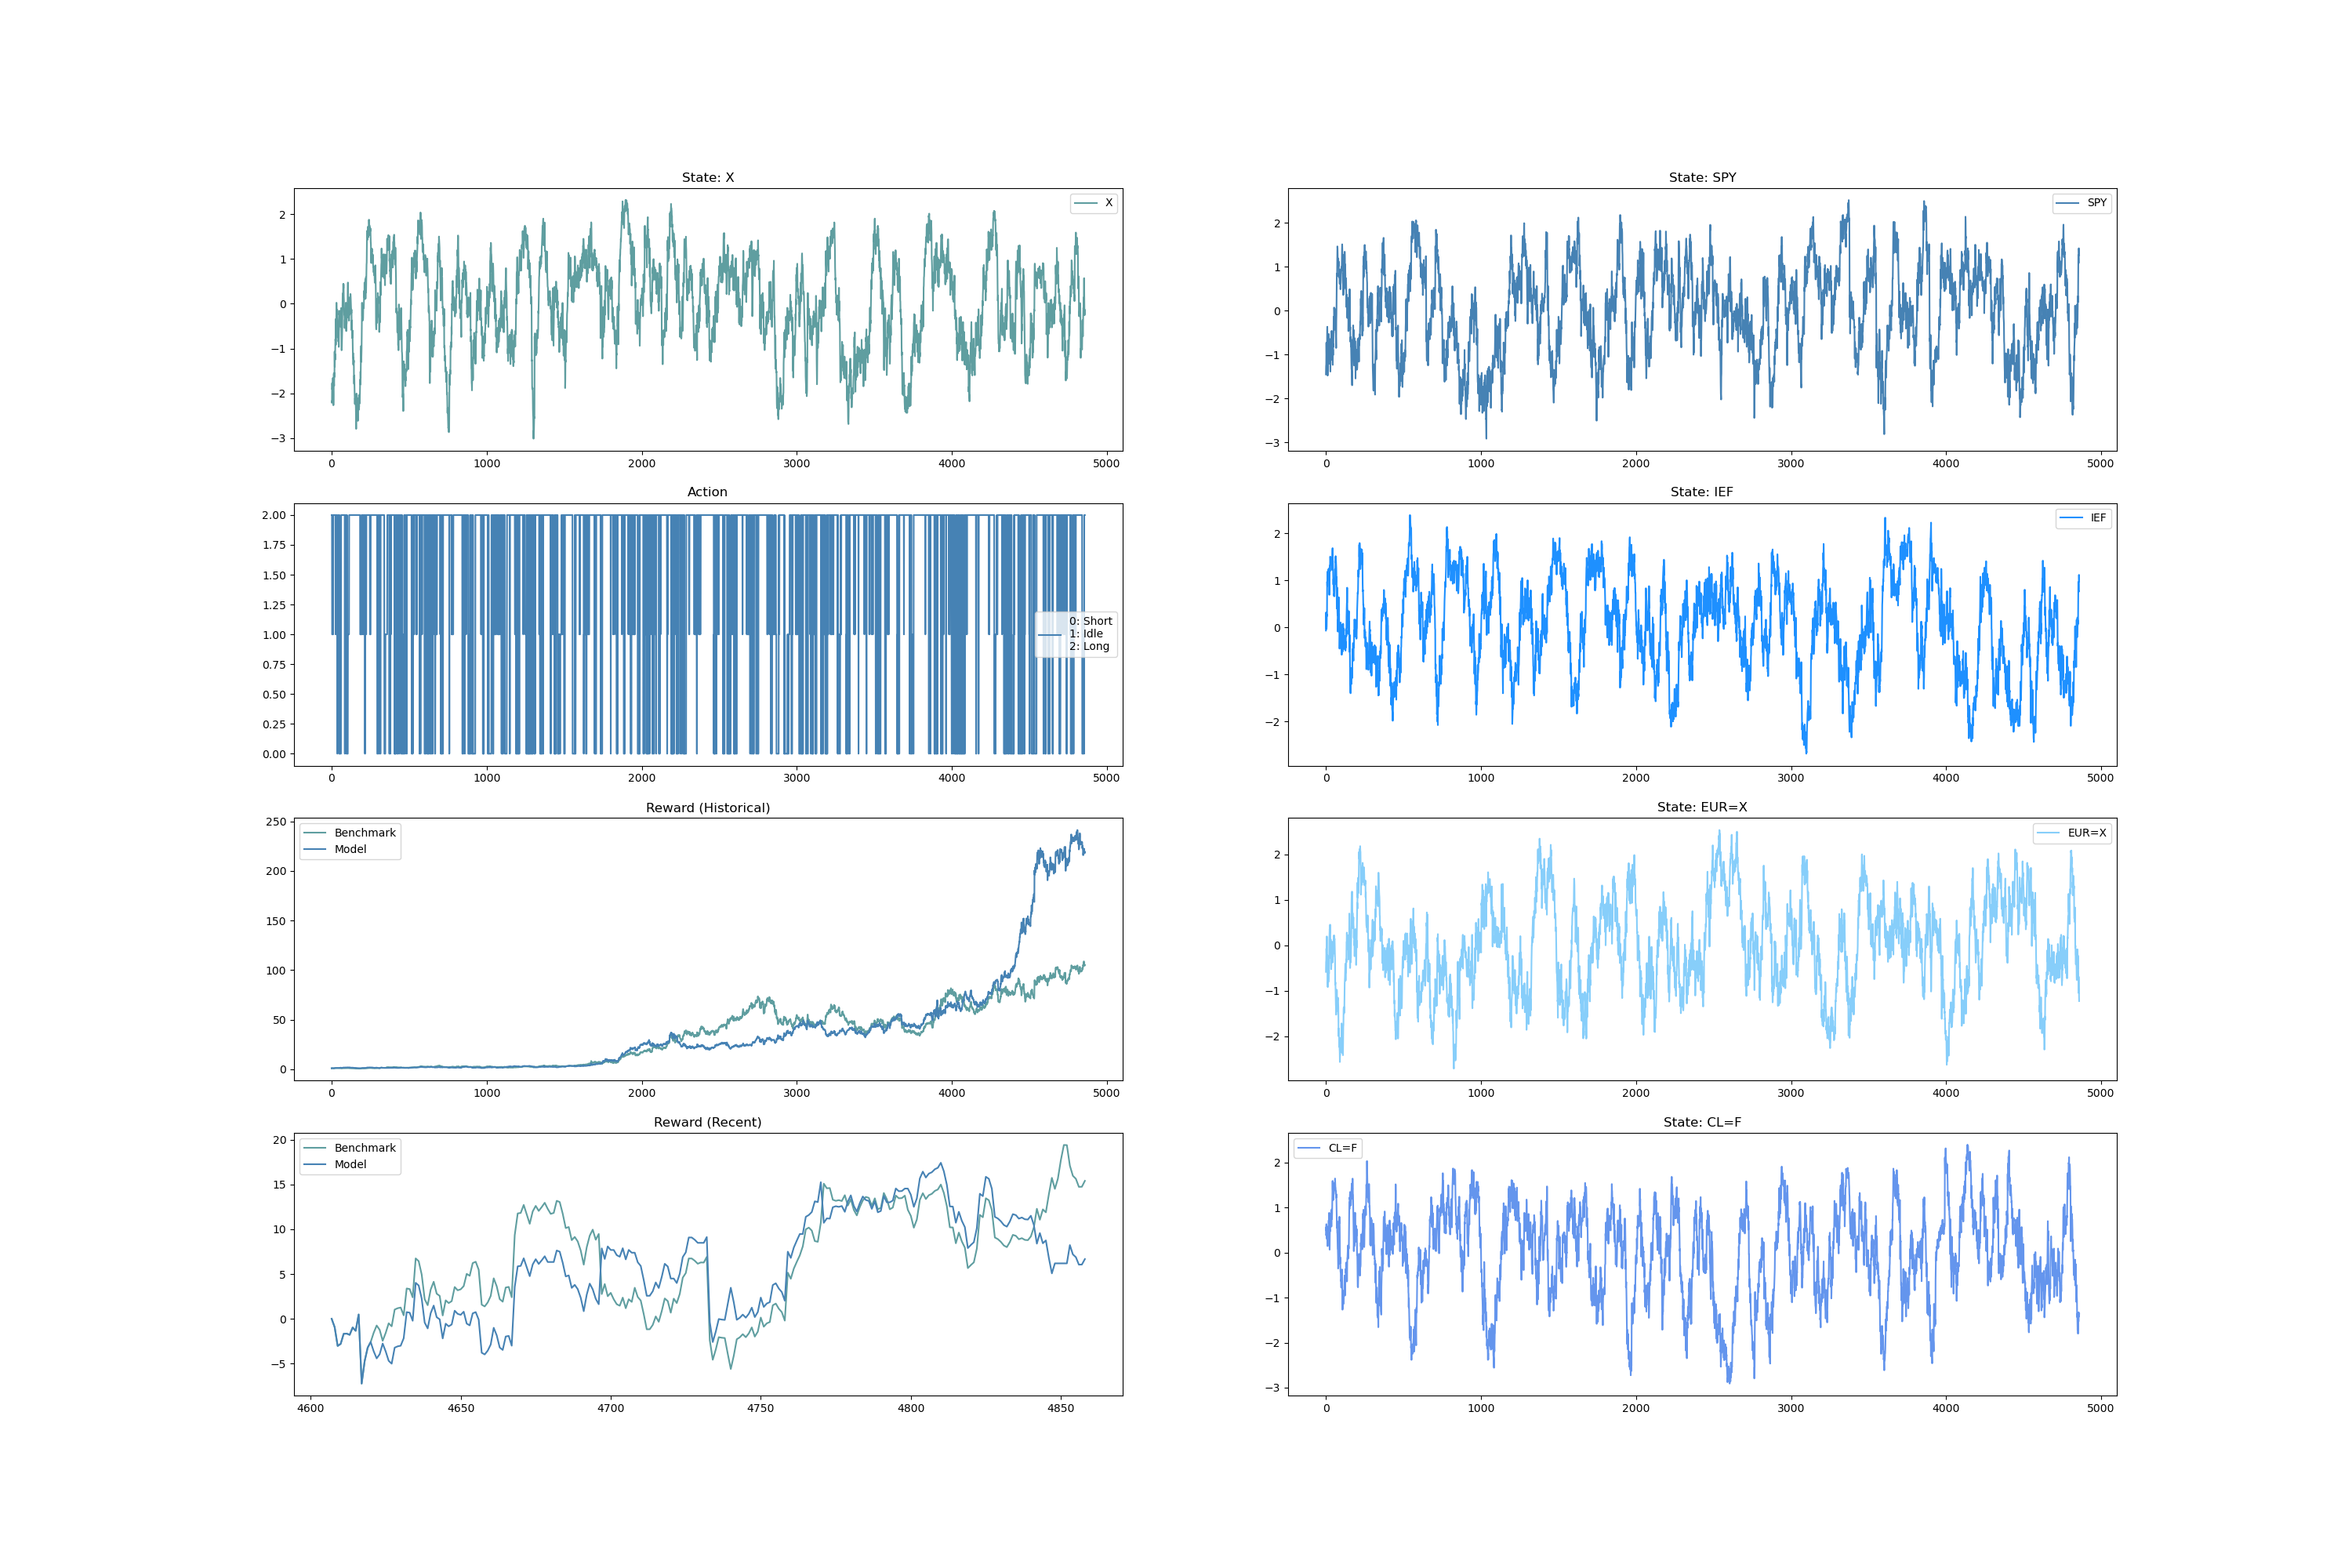 State: X
X
2
1
0
−1
−2
−3
0 1000 2000 3000 4000 5000
State: SPY
SPY
2
1
0
−1
−2
−3
0 1000 2000 3000 4000 5000
Action
2.00
1.75
1.50
1.25
1.00
0.75
0.50
0.25
0.00
0: Short
1: Idle
2: Long
0 1000 2000 3000 4000 5000
State: IEF
IEF
2
1
0
−1
−2
0 1000 2000 3000 4000 5000
Reward (Historical)
Benchmark
Model
250
200
150
100
50
0
0 1000 2000 3000 4000 5000
State: EUR=X
EUR=X
2
1
0
−1
−2
0 1000 2000 3000 4000 5000
Reward (Recent)
Benchmark
Model
20
15
10
5
0
−5
4600 4650 4700 4750 4800 4850
State: CL=F
CL=F
2
1
0
−1
−2
−3
0 1000 2000 3000 4000 5000